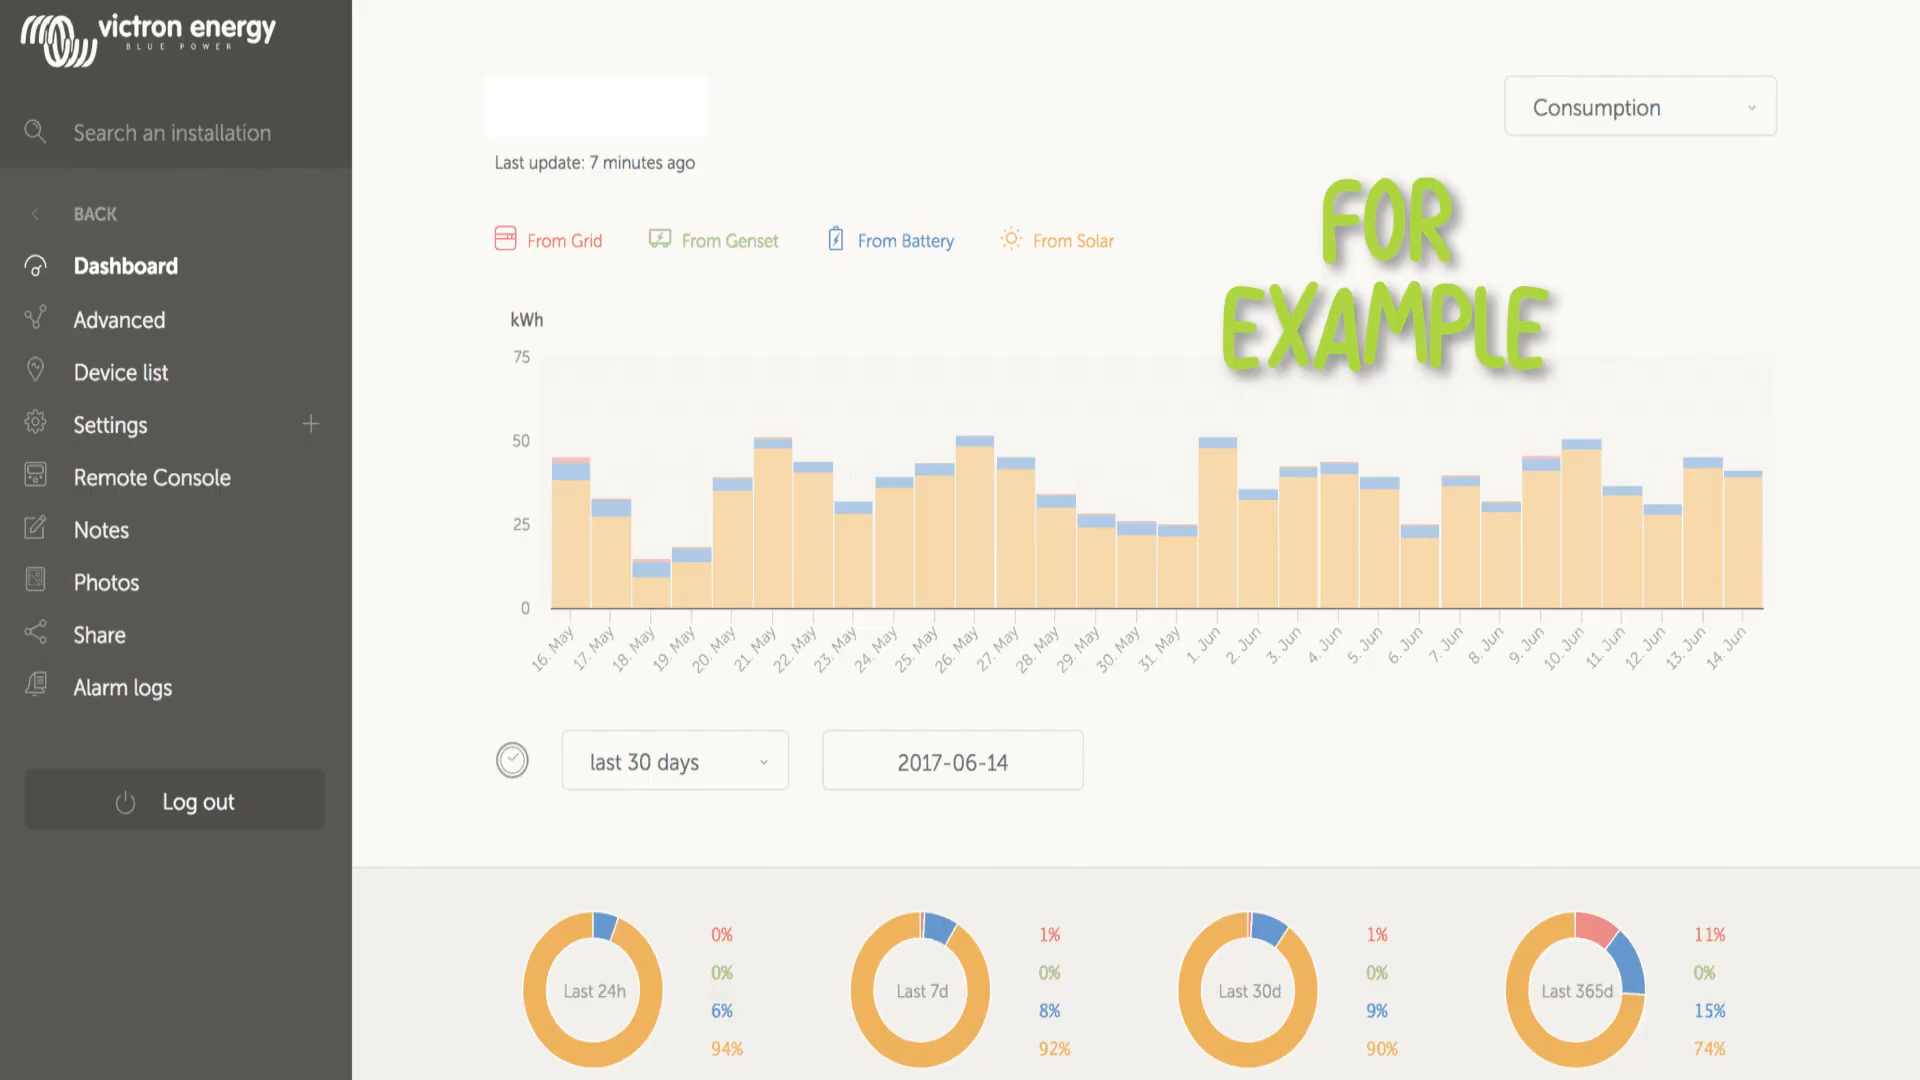 victron energy
BLUE POWER
Search an installation
BACK
Dashboard
Advanced
Device list
Settings
Remote Console
Notes
Photos
Share
Alarm logs
Log out
Consumption
Last update: 7 minutes ago
From Grid
From Genset
From Battery
From Solar
FOR
EXAMPLE
kWh
75
50
25
0
16. May
17. May
18. May
19. May
20. May
21. May
22. May
23. May
24. May
25. May
26. May
27. May
28. May
29. May
30. May
31. May
1. Jun
2. Jun
3. Jun
4. Jun
5. Jun
6. Jun
7. Jun
8. Jun
9. Jun
10. Jun
11. Jun
12. Jun
13. Jun
14. Jun
last 30 days
2017-06-14
Last 24h
0%
0%
6%
94%
Last 7d
1%
0%
8%
92%
Last 30d
1%
0%
9%
90%
Last 365d
11%
0%
15%
74%